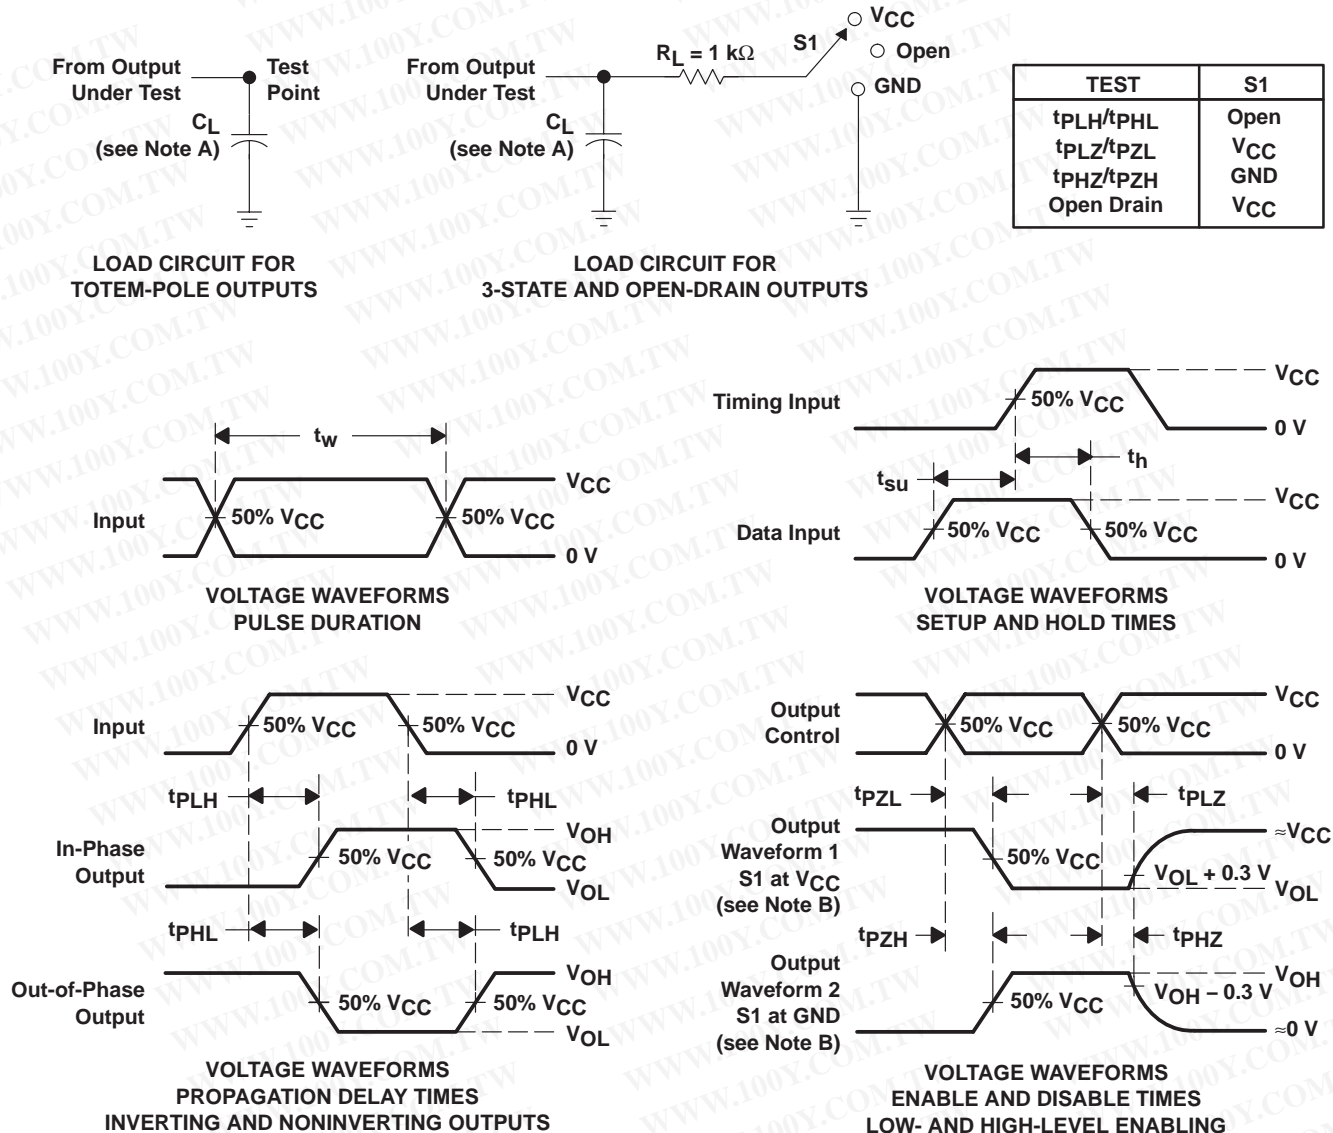 From Output
Under Test
Test
Point
CL
(see Note A)
LOAD CIRCUIT FOR
TOTEM-POLE OUTPUTS
From Output
Under Test
CL
(see Note A)
RL = 1 kΩ
S1
VCC
Open
GND
LOAD CIRCUIT FOR
3-STATE AND OPEN-DRAIN OUTPUTS
TEST S1
tPLH/tPHL Open
tPLZ/tPZL VCC
tPHZ/tPZH GND
Open Drain VCC
tw
Input
50% VCC
50% VCC
VCC
0 V
VOLTAGE WAVEFORMS
PULSE DURATION
Timing Input
50% VCC
VCC
0 V
th
tsu
Data Input
50% VCC
50% VCC
VCC
0 V
VOLTAGE WAVEFORMS
SETUP AND HOLD TIMES
Input
50% VCC
50% VCC
VCC
0 V
tPLH
tPHL
In-Phase
Output
50% VCC
50% VCC
VOH
VOL
tPHL
tPLH
Out-of-Phase
Output
50% VCC
50% VCC
VOH
VOL
VOLTAGE WAVEFORMS
PROPAGATION DELAY TIMES
INVERTING AND NONINVERTING OUTPUTS
Output
Control
50% VCC
50% VCC
VCC
0 V
tPZL
tPLZ
Output
Waveform 1
S1 at VCC
(see Note B)
50% VCC
VOL + 0.3 V
≈VCC
VOL
tPZH
tPHZ
Output
Waveform 2
S1 at GND
(see Note B)
50% VCC
VOH – 0.3 V
VOH
≈0 V
VOLTAGE WAVEFORMS
ENABLE AND DISABLE TIMES
LOW- AND HIGH-LEVEL ENABLING
WWW.100Y.COM.TW